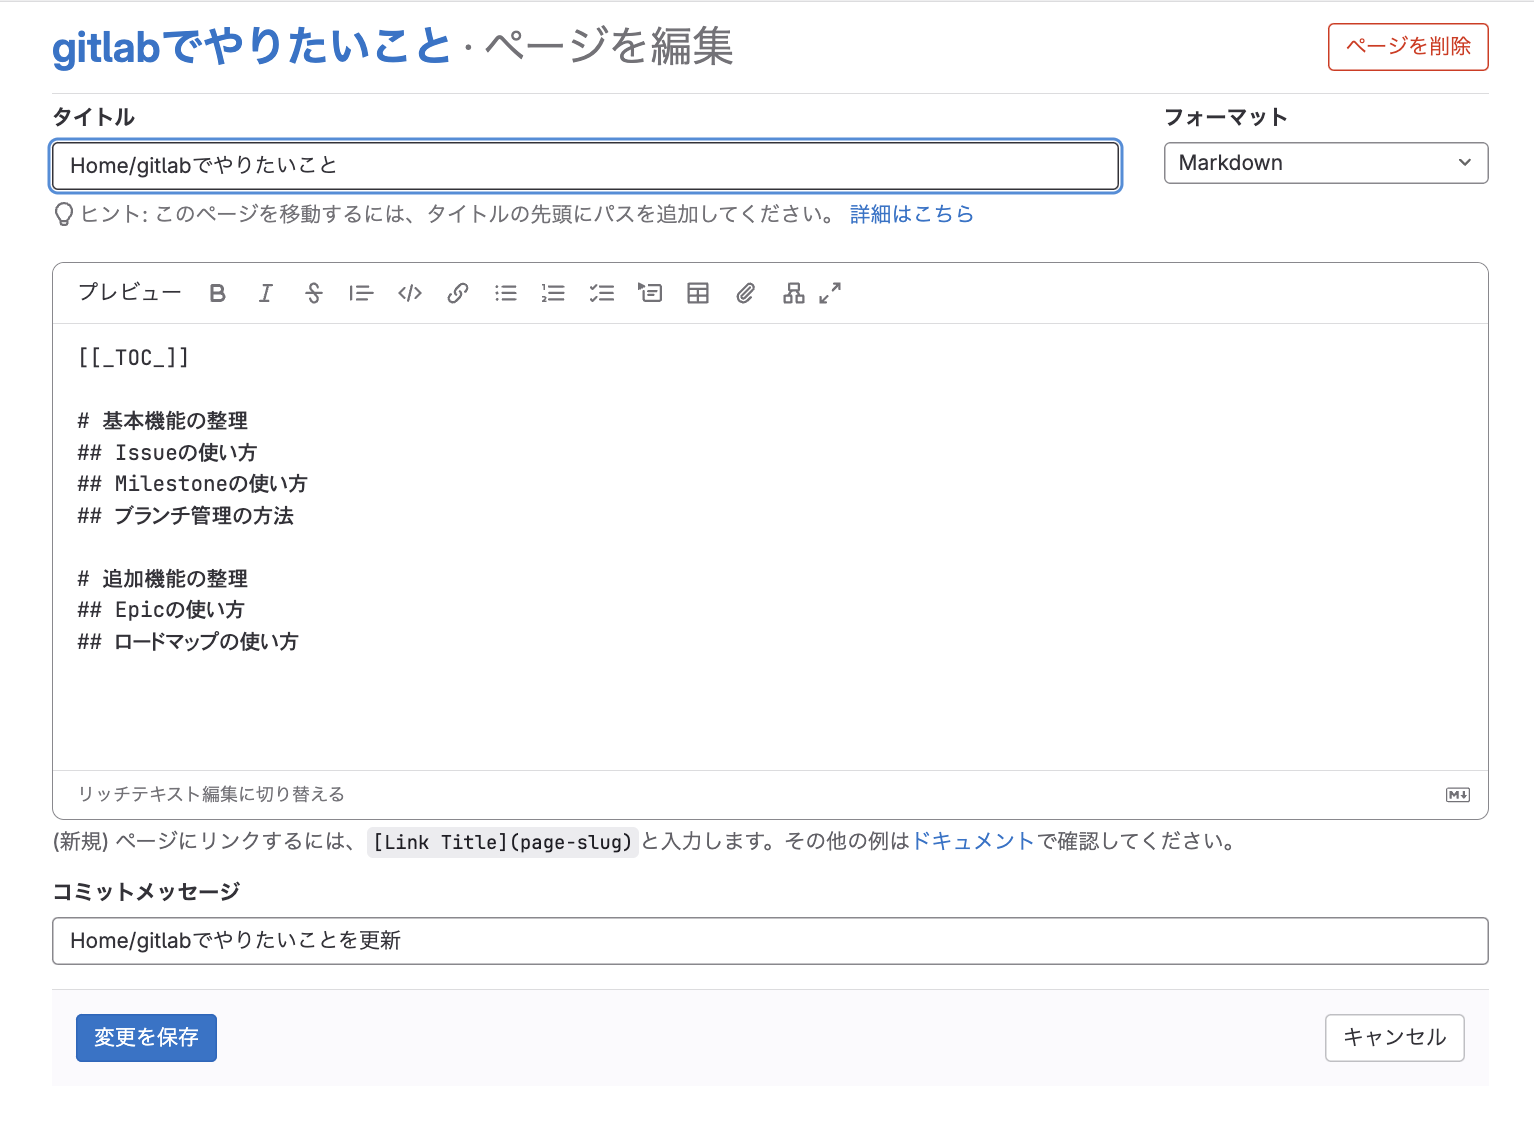 gitlabでやりたいこと · ページを編集
ページを削除
タイトル
フォーマット
Home/gitlabでやりたいこと
Markdown
ヒント: このページを移動するには、タイトルの先頭にパスを追加してください。 詳細はこちら
プレビュー
[[_TOC_]]
# 基本機能の整理
## Issueの使い方
## Milestoneの使い方
## ブランチ管理の方法
# 追加機能の整理
## Epicの使い方
## ロードマップの使い方
リッチテキスト編集に切り替える
(新規) ページにリンクするには、 [Link Title](page-slug) と入力します。その他の例はドキュメントで確認してください。
コミットメッセージ
Home/gitlabでやりたいことを更新
変更を保存
キャンセル